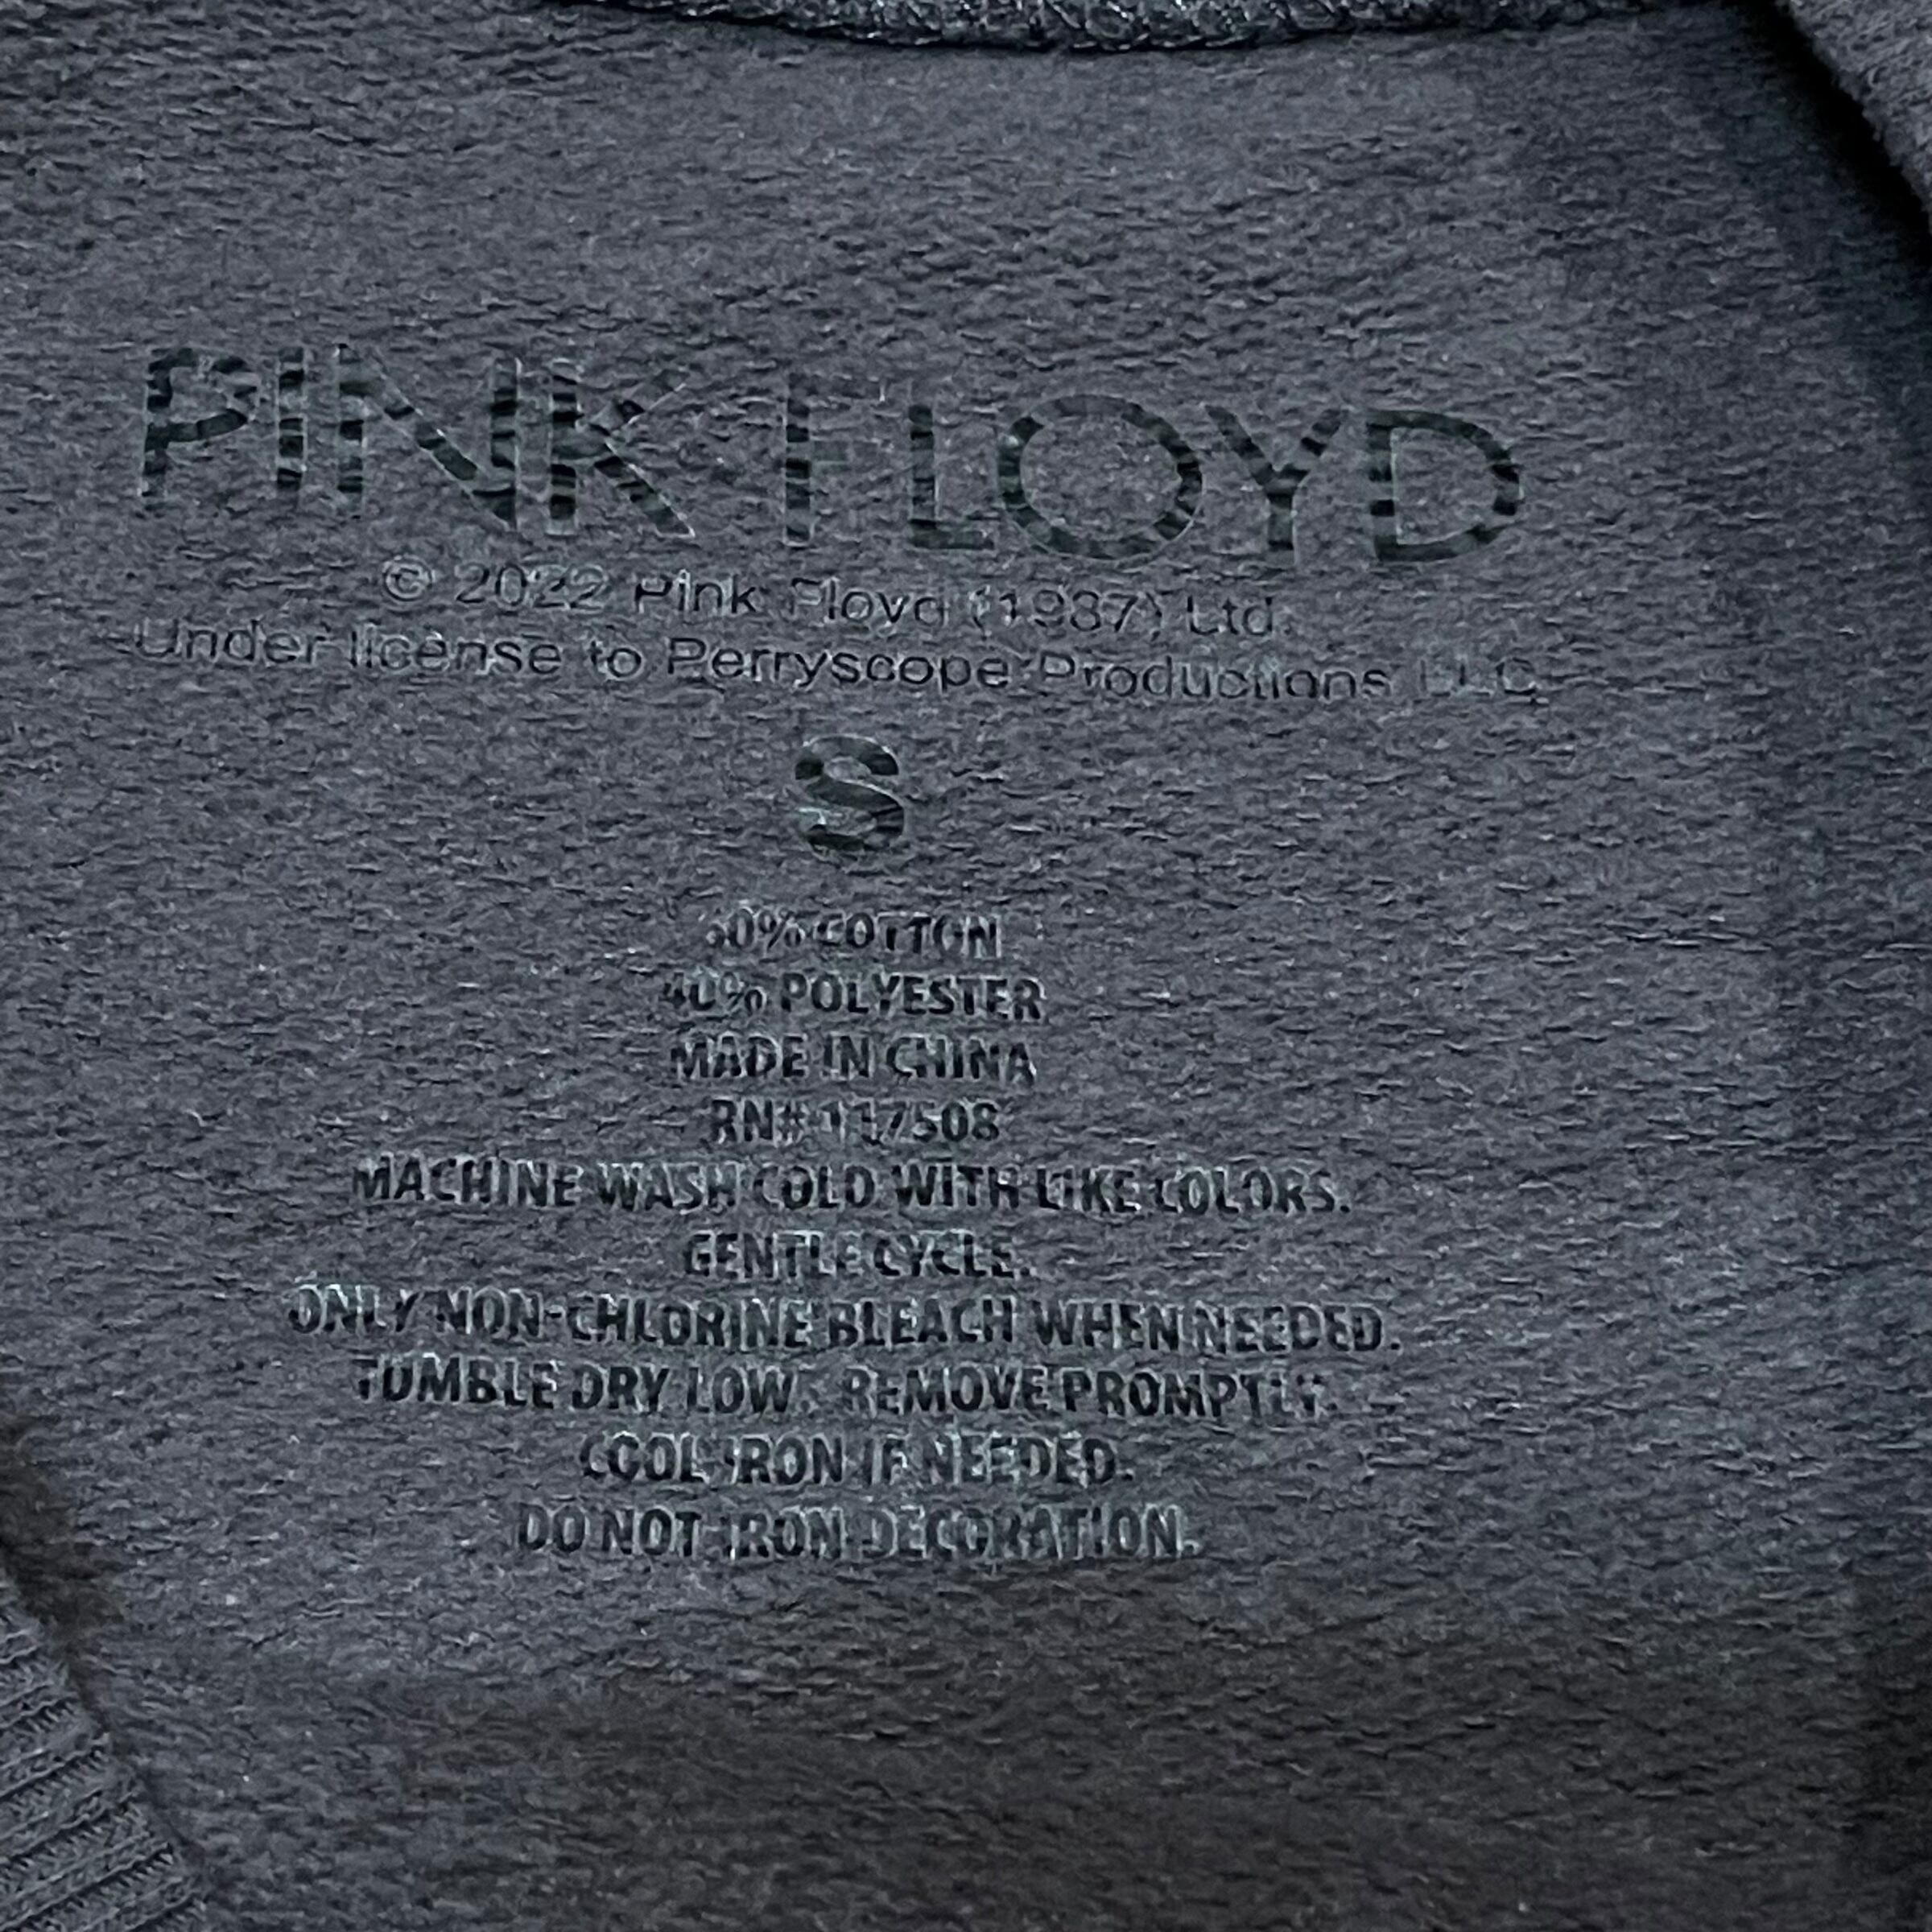 PINK FLOYD
© 2022 Pink Floyd (1987) Ltd.
Under license to Perryscope Productions LLC
S
60% COTTON
40% POLYESTER
MADE IN CHINA
RN# 117508
MACHINE WASH COLD WITH LIKE COLORS.
GENTLE CYCLE.
ONLY NON-CHLORINE BLEACH WHEN NEEDED.
TUMBLE DRY LOW. REMOVE PROMPTLY.
COOL IRON IF NEEDED.
DO NOT IRON DECORATION.